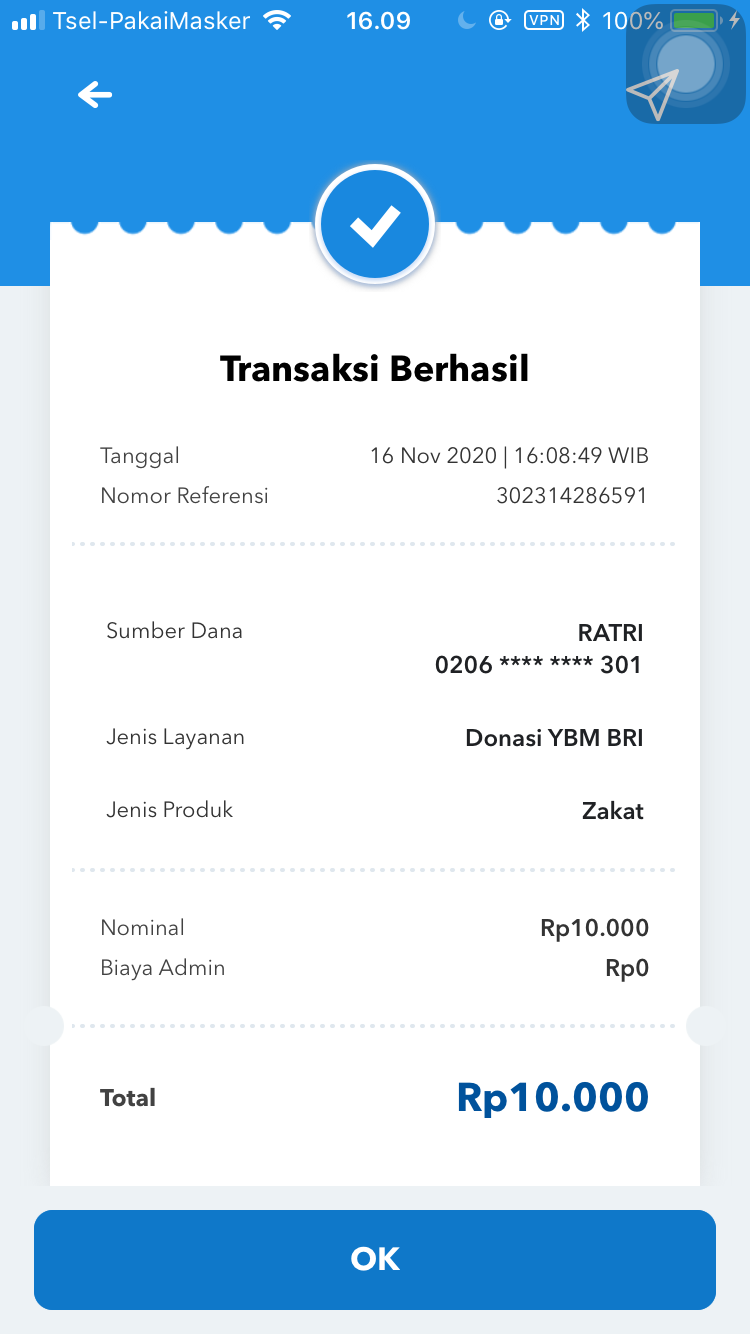 Tsel-PakaiMasker 16.09 VPN 100%
Transaksi Berhasil
Tanggal 16 Nov 2020 | 16:08:49 WIB
Nomor Referensi 302314286591
Sumber Dana RATRI
0206 **** **** 301
Jenis Layanan Donasi YBM BRI
Jenis Produk Zakat
Nominal Rp10.000
Biaya Admin Rp0
Total Rp10.000
OK